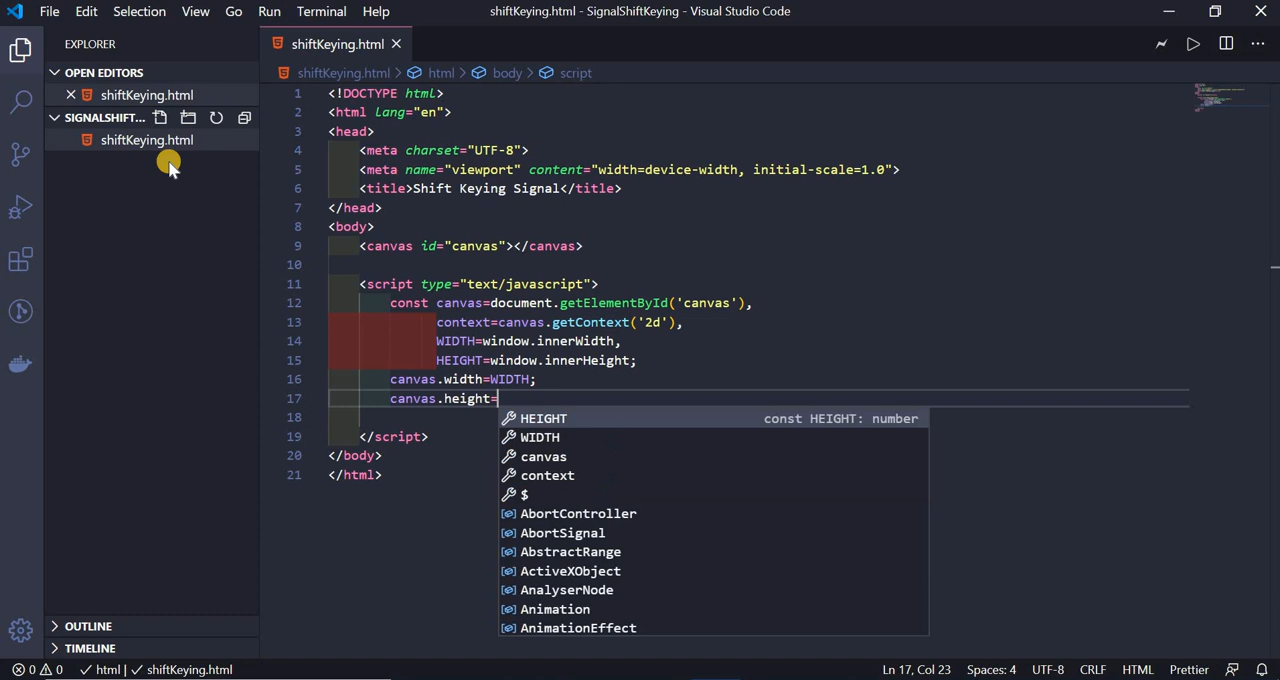 File Edit Selection View Go Run Terminal Help shiftKeying.html - SignalShiftKeying - Visual Studio Code
EXPLORER
OPEN EDITORS
shiftKeying.html
SIGNALSHIFT...
shiftKeying.html
OUTLINE
TIMELINE
shiftKeying.html
shiftKeying.html > html > body > script
1 <!DOCTYPE html>
2 <html lang="en">
3 <head>
4 <meta charset="UTF-8">
5 <meta name="viewport" content="width=device-width, initial-scale=1.0">
6 <title>Shift Keying Signal</title>
7 </head>
8 <body>
9 <canvas id="canvas"></canvas>
10
11 <script type="text/javascript">
12 const canvas=document.getElementById('canvas'),
13 context=canvas.getContext('2d'),
14 WIDTH=window.innerWidth,
15 HEIGHT=window.innerHeight;
16 canvas.width=WIDTH;
17 canvas.height=
18
19 </script>
20 </body>
21 </html>
HEIGHT const HEIGHT: number
WIDTH
canvas
context
$
AbortController
AbortSignal
AbstractRange
ActiveXObject
AnalyserNode
Animation
AnimationEffect
0 0 html | shiftKeying.html Ln 17, Col 23 Spaces: 4 UTF-8 CRLF HTML Prettier